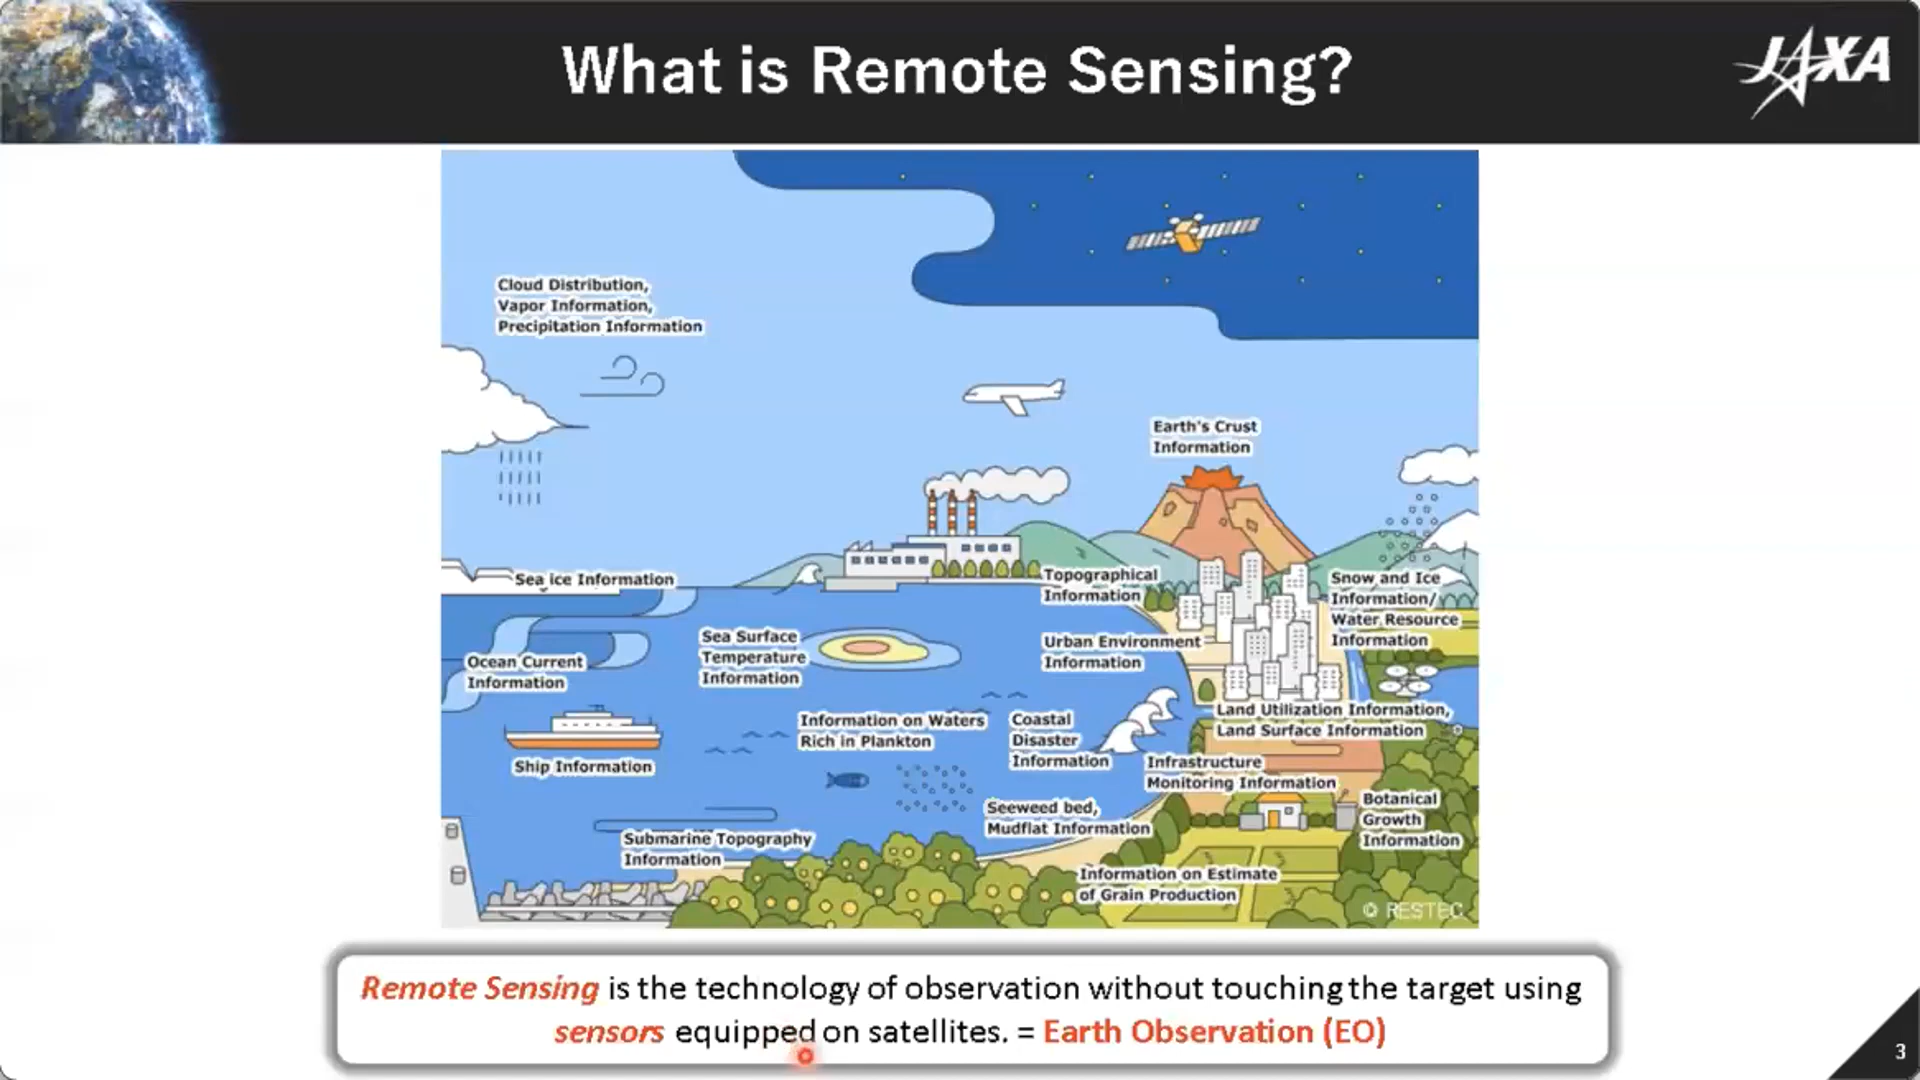 What is Remote Sensing?
JAXA
Cloud Distribution,
Vapor Information,
Precipitation Information
Earth's Crust
Information
Sea ice Information
Topographical
Information
Snow and Ice
Information/
Water Resource
Information
Sea Surface
Temperature
Information
Urban Environment
Information
Ocean Current
Information
Information on Waters
Rich in Plankton
Coastal
Disaster
Information
Land Utilization Information,
Land Surface Information
Ship Information
Infrastructure
Monitoring Information
Seeweed bed,
Mudflat Information
Botanical
Growth
Information
Submarine Topography
Information
Information on Estimate
of Grain Production
© RESTEC
Remote Sensing is the technology of observation without touching the target using
sensors equipped on satellites. = Earth Observation (EO)
3